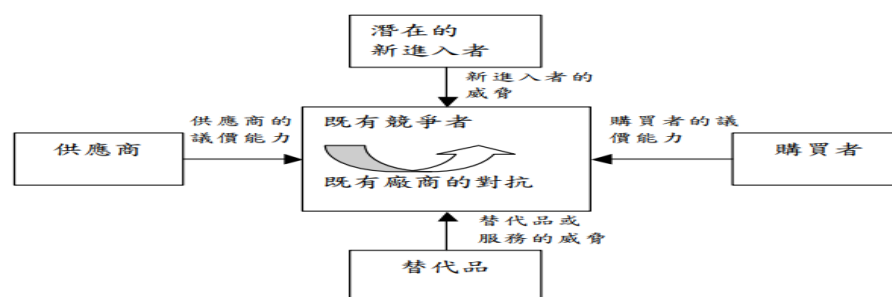 潛在的
新進入者
新進入者的
威脅
供應商的
議價能力
供應商
既有競爭者
既有廠商的對抗
購買者的議
價能力
購買者
替代品或
服務的威脅
替代品